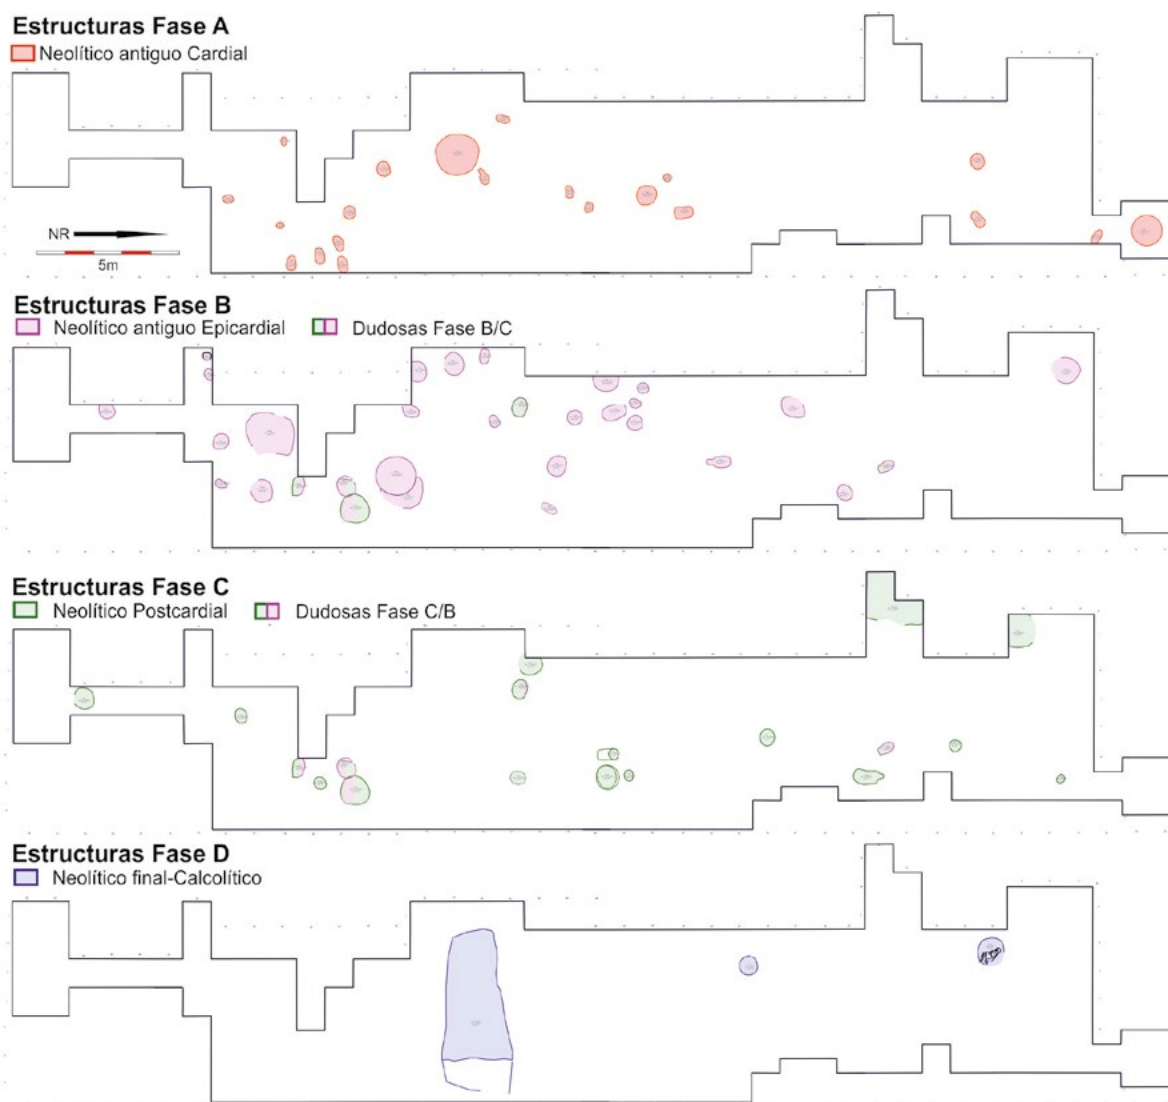 Estructuras Fase A
Neolítico antiguo Cardial
NR
5m
Estructuras Fase B
Neolítico antiguo Epicardial Dudosas Fase B/C
Estructuras Fase C
Neolítico Postcardial Dudosas Fase C/B
Estructuras Fase D
Neolítico final-Calcolítico